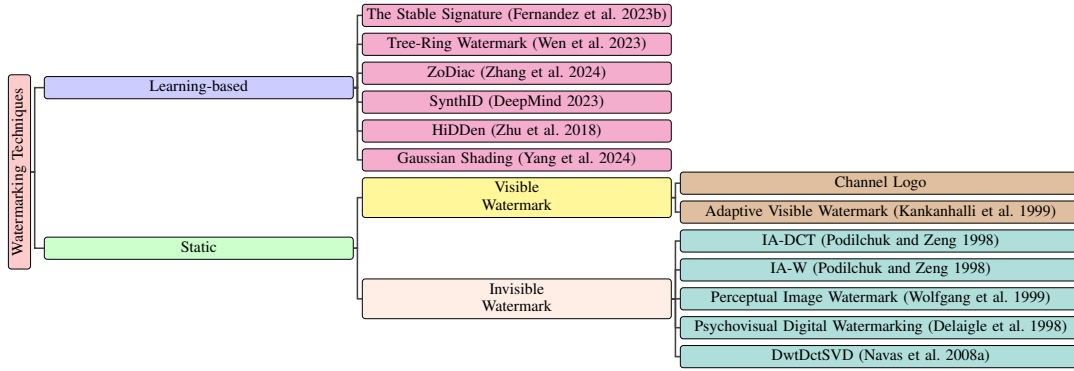 Watermarking Techniques
Learning-based
The Stable Signature (Fernandez et al. 2023b)
Tree-Ring Watermark (Wen et al. 2023)
ZoDiac (Zhang et al. 2024)
SynthID (DeepMind 2023)
HiDDen (Zhu et al. 2018)
Gaussian Shading (Yang et al. 2024)
Static
Visible
Watermark
Channel Logo
Adaptive Visible Watermark (Kankanhalli et al. 1999)
Invisible
Watermark
IA-DCT (Podilchuk and Zeng 1998)
IA-W (Podilchuk and Zeng 1998)
Perceptual Image Watermark (Wolfgang et al. 1999)
Psychovisual Digital Watermarking (Delaigle et al. 1998)
DwtDctSVD (Navas et al. 2008a)